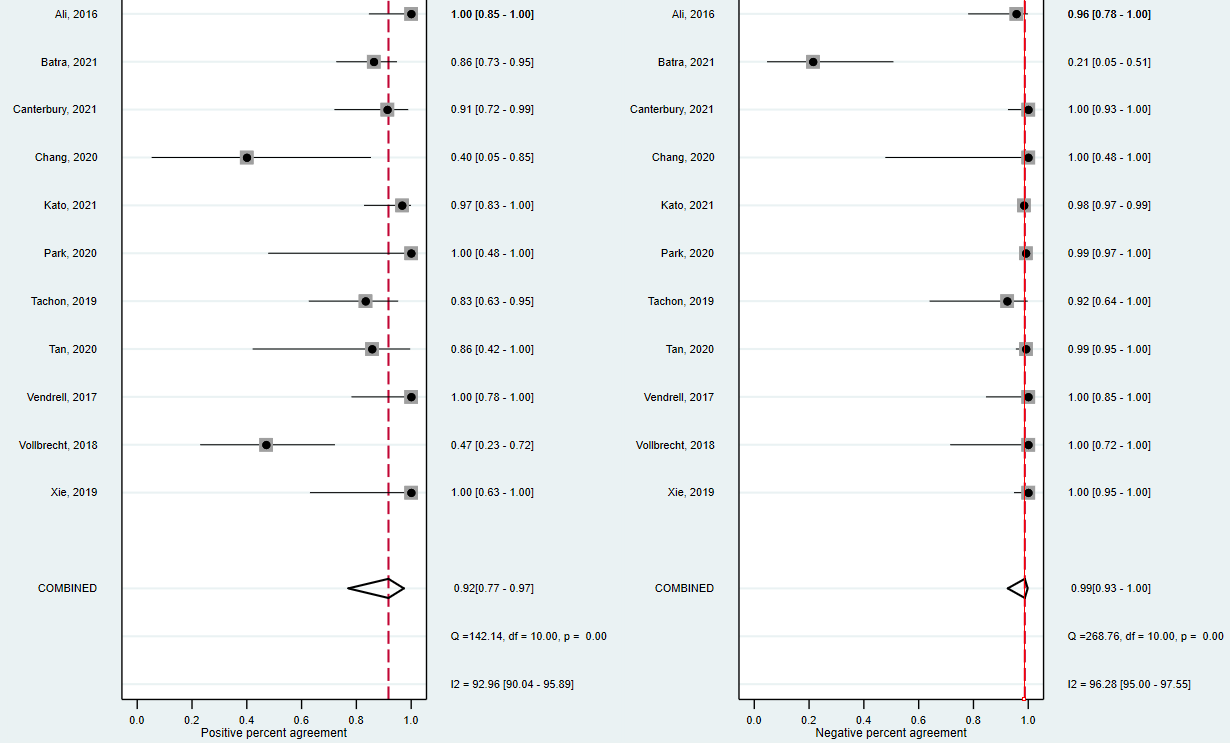 Ali, 2016 1.00 [0.85 - 1.00] Ali, 2016 0.96 [0.78 - 1.00]
Batra, 2021 0.86 [0.73 - 0.95] Batra, 2021 0.21 [0.05 - 0.51]
Canterbury, 2021 0.91 [0.72 - 0.99] Canterbury, 2021 1.00 [0.93 - 1.00]
Chang, 2020 0.40 [0.05 - 0.85] Chang, 2020 1.00 [0.48 - 1.00]
Kato, 2021 0.97 [0.83 - 1.00] Kato, 2021 0.98 [0.97 - 0.99]
Park, 2020 1.00 [0.48 - 1.00] Park, 2020 0.99 [0.97 - 1.00]
Tachon, 2019 0.83 [0.63 - 0.95] Tachon, 2019 0.92 [0.64 - 1.00]
Tan, 2020 0.86 [0.42 - 1.00] Tan, 2020 0.99 [0.95 - 1.00]
Vendrell, 2017 1.00 [0.78 - 1.00] Vendrell, 2017 1.00 [0.85 - 1.00]
Vollbrecht, 2018 0.47 [0.23 - 0.72] Vollbrecht, 2018 1.00 [0.72 - 1.00]
Xie, 2019 1.00 [0.63 - 1.00] Xie, 2019 1.00 [0.95 - 1.00]
COMBINED 0.92[0.77 - 0.97] COMBINED 0.99[0.93 - 1.00]
Q =142.14, df = 10.00, p = 0.00 Q =268.76, df = 10.00, p = 0.00
I2 = 92.96 [90.04 - 95.89] I2 = 96.28 [95.00 - 97.55]
0.0 0.2 0.4 0.6 0.8 1.0 0.0 0.2 0.4 0.6 0.8 1.0
Positive percent agreement Negative percent agreement